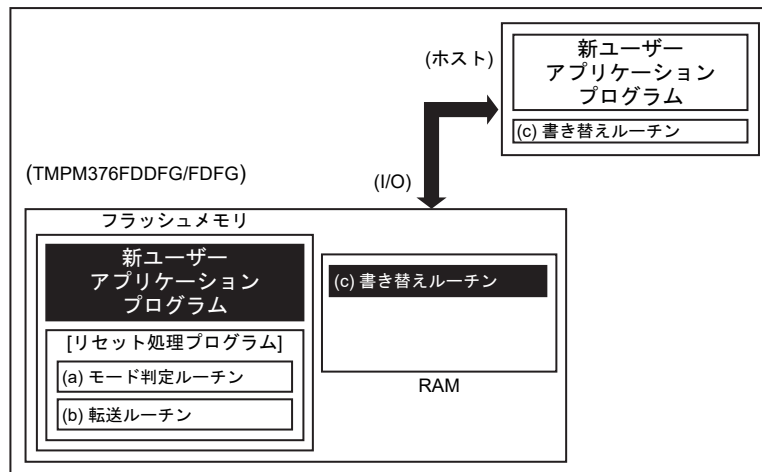 (ホスト)
新ユーザー
アプリケーション
プログラム
(c) 書き替えルーチン
(TMPM376FDDFG/FDFG)
(I/O)
フラッシュメモリ
新ユーザー
アプリケーション
プログラム
[リセット処理プログラム]
(a) モード判定ルーチン
(b) 転送ルーチン
(c) 書き替えルーチン
RAM